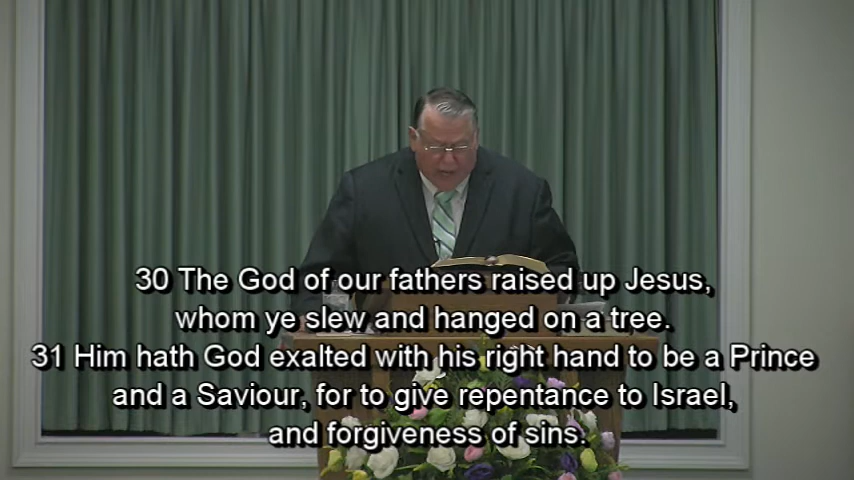 30 The God of our fathers raised up Jesus,
whom ye slew and hanged on a tree.
31 Him hath God exalted with his right hand to be a Prince
and a Saviour, for to give repentance to Israel,
and forgiveness of sins.